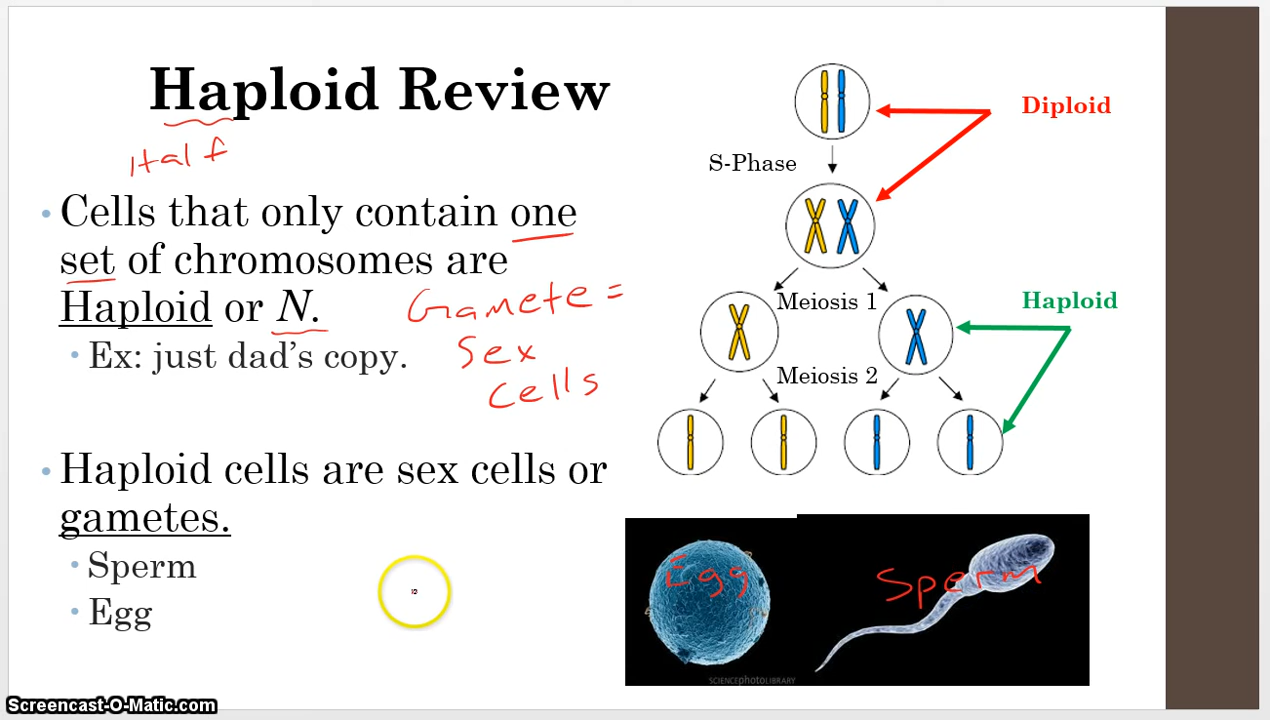 Haploid Review
Half
• Cells that only contain one
set of chromosomes are
Haploid or N.
• Ex: just dad’s copy.
Gamete =
Sex
Cells
• Haploid cells are sex cells or
gametes.
• Sperm
• Egg
Diploid
S-Phase
Meiosis 1
Haploid
Meiosis 2
Egg
Sperm
SCIENCEPHOTOLIBRARY
Screencast-O-Matic.com